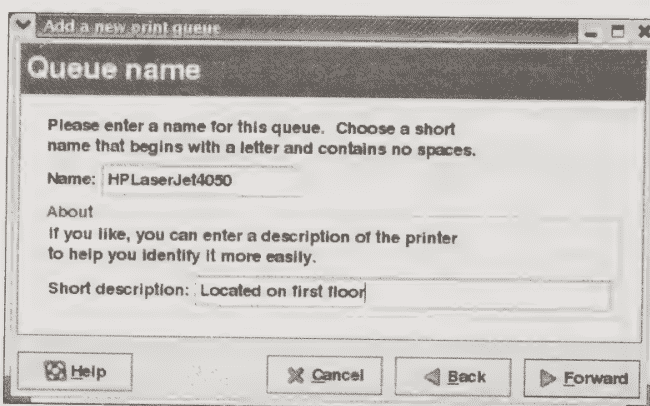 Add a new print queue
Queue name
Please enter a name for this queue. Choose a short
name that begins with a letter and contains no spaces.
Name: HPLaserJet4050
About
If you like, you can enter a description of the printer
to help you identify it more easily.
Short description: Located on first floor
Help
Cancel
Back
Forward